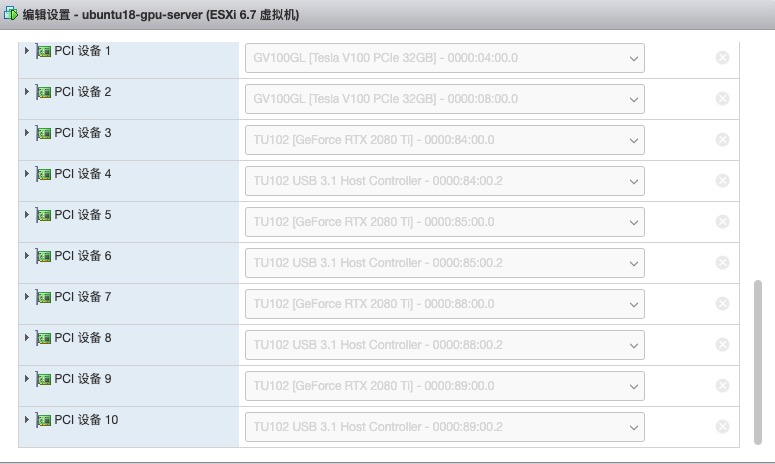 编辑设置 - ubuntu18-gpu-server (ESXi 6.7 虚拟机)
PCI 设备 1 GV100GL [Tesla V100 PCIe 32GB] - 0000:04:00.0
PCI 设备 2 GV100GL [Tesla V100 PCIe 32GB] - 0000:08:00.0
PCI 设备 3 TU102 [GeForce RTX 2080 Ti] - 0000:84:00.0
PCI 设备 4 TU102 USB 3.1 Host Controller - 0000:84:00.2
PCI 设备 5 TU102 [GeForce RTX 2080 Ti] - 0000:85:00.0
PCI 设备 6 TU102 USB 3.1 Host Controller - 0000:85:00.2
PCI 设备 7 TU102 [GeForce RTX 2080 Ti] - 0000:88:00.0
PCI 设备 8 TU102 USB 3.1 Host Controller - 0000:88:00.2
PCI 设备 9 TU102 [GeForce RTX 2080 Ti] - 0000:89:00.0
PCI 设备 10 TU102 USB 3.1 Host Controller - 0000:89:00.2